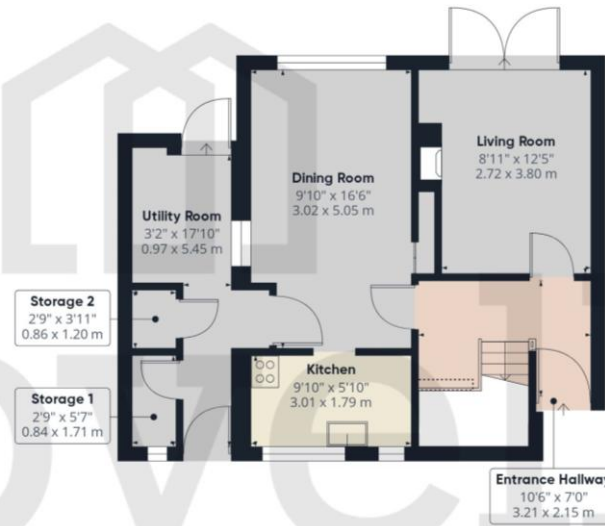 Living Room
8'11" x 12'5"
2.72 x 3.80 m
Dining Room
9'10" x 16'6"
3.02 x 5.05 m
Utility Room
3'2" x 17'10"
0.97 x 5.45 m
Storage 2
2'9" x 3'11"
0.86 x 1.20 m
Storage 1
2'9" x 5'7"
0.84 x 1.71 m
Kitchen
9'10" x 5'10"
3.01 x 1.79 m
Entrance Hallway
10'6" x 7'0"
3.21 x 2.15 m